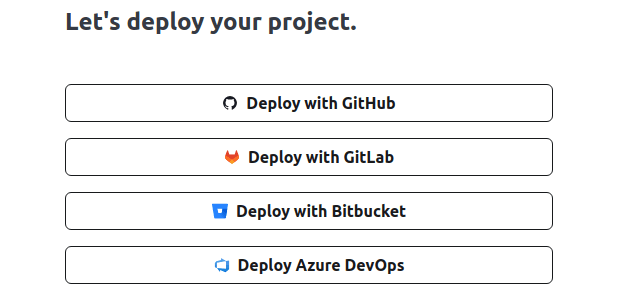 Let's deploy your project.
Deploy with GitHub
Deploy with GitLab
Deploy with Bitbucket
Deploy Azure DevOps